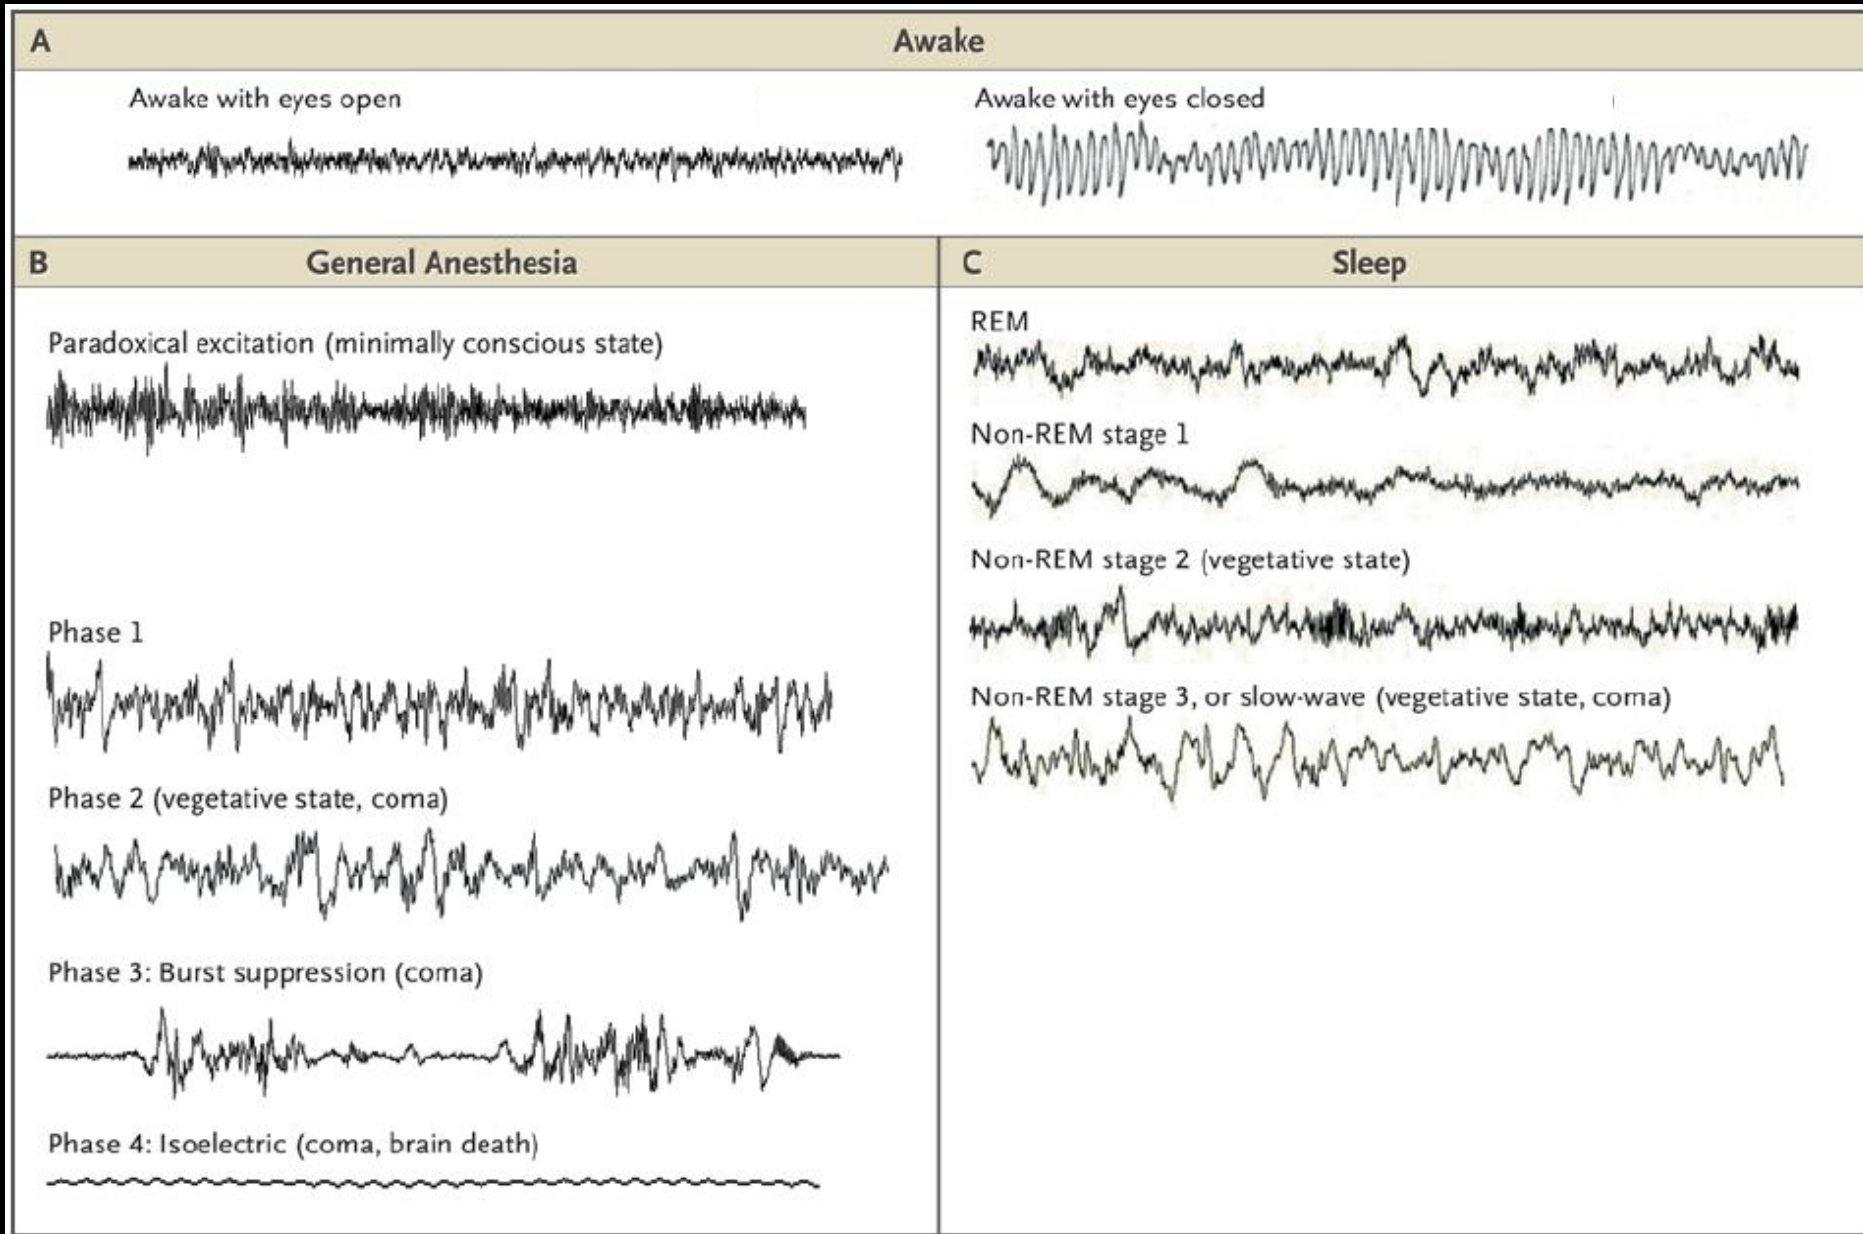 A
Awake
Awake with eyes open
Awake with eyes closed
B
General Anesthesia
Paradoxical excitation (minimally conscious state)
Phase 1
Phase 2 (vegetative state, coma)
Phase 3: Burst suppression (coma)
Phase 4: Isoelectric (coma, brain death)
C
Sleep
REM
Non-REM stage 1
Non-REM stage 2 (vegetative state)
Non-REM stage 3, or slow-wave (vegetative state, coma)